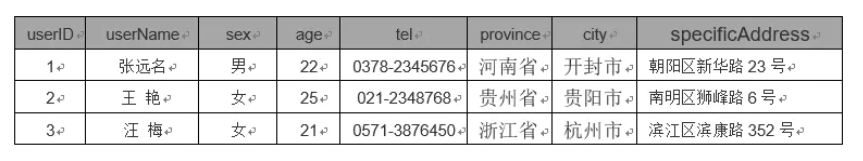 userID userName sex age tel province city specificAddress
1 张远名 男 22 0378-2345676 河南省 开封市 朝阳区新华路 23 号
2 王 艳 女 25 021-2348768 贵州省 贵阳市 南明区狮峰路 6 号
3 汪 梅 女 21 0571-3876450 浙江省 杭州市 滨江区滨康路 352 号